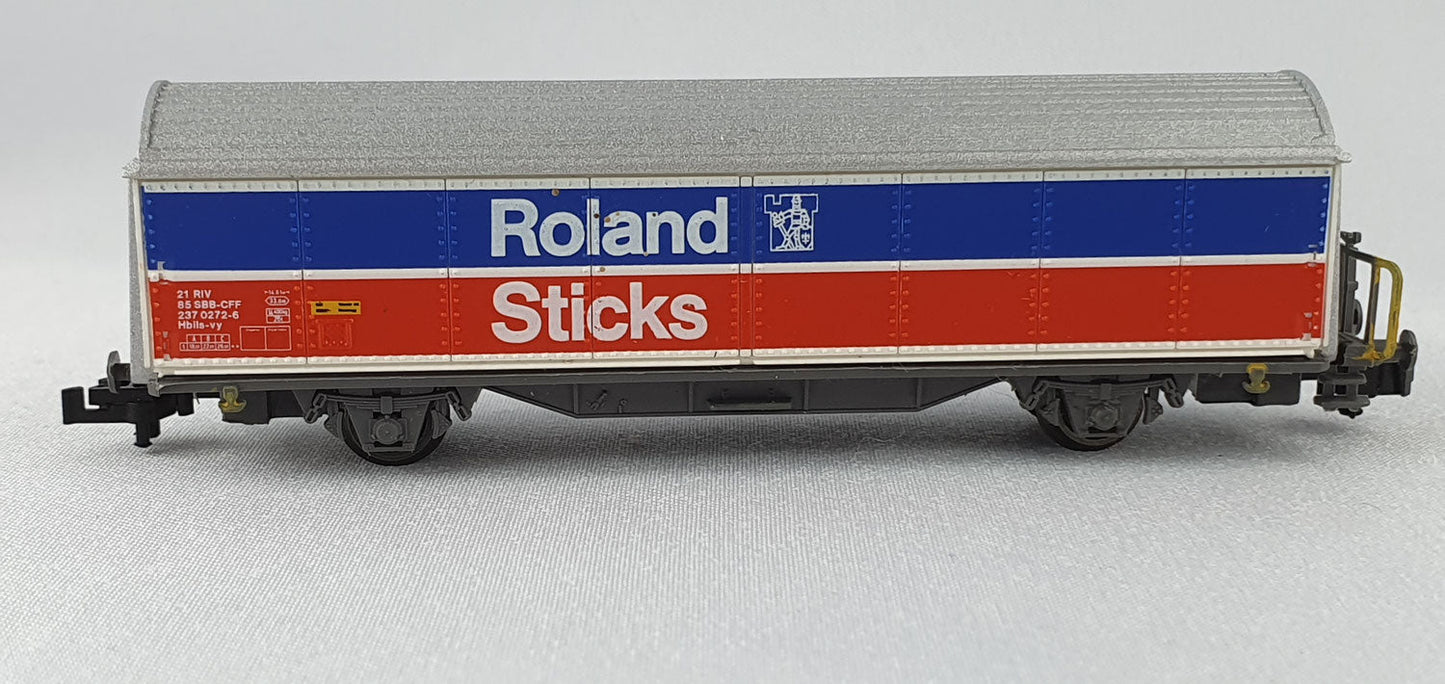 Roland
Sticks
21 RIV
85 SBB-CFF
237 0272-6
Hbils-vy
A B C